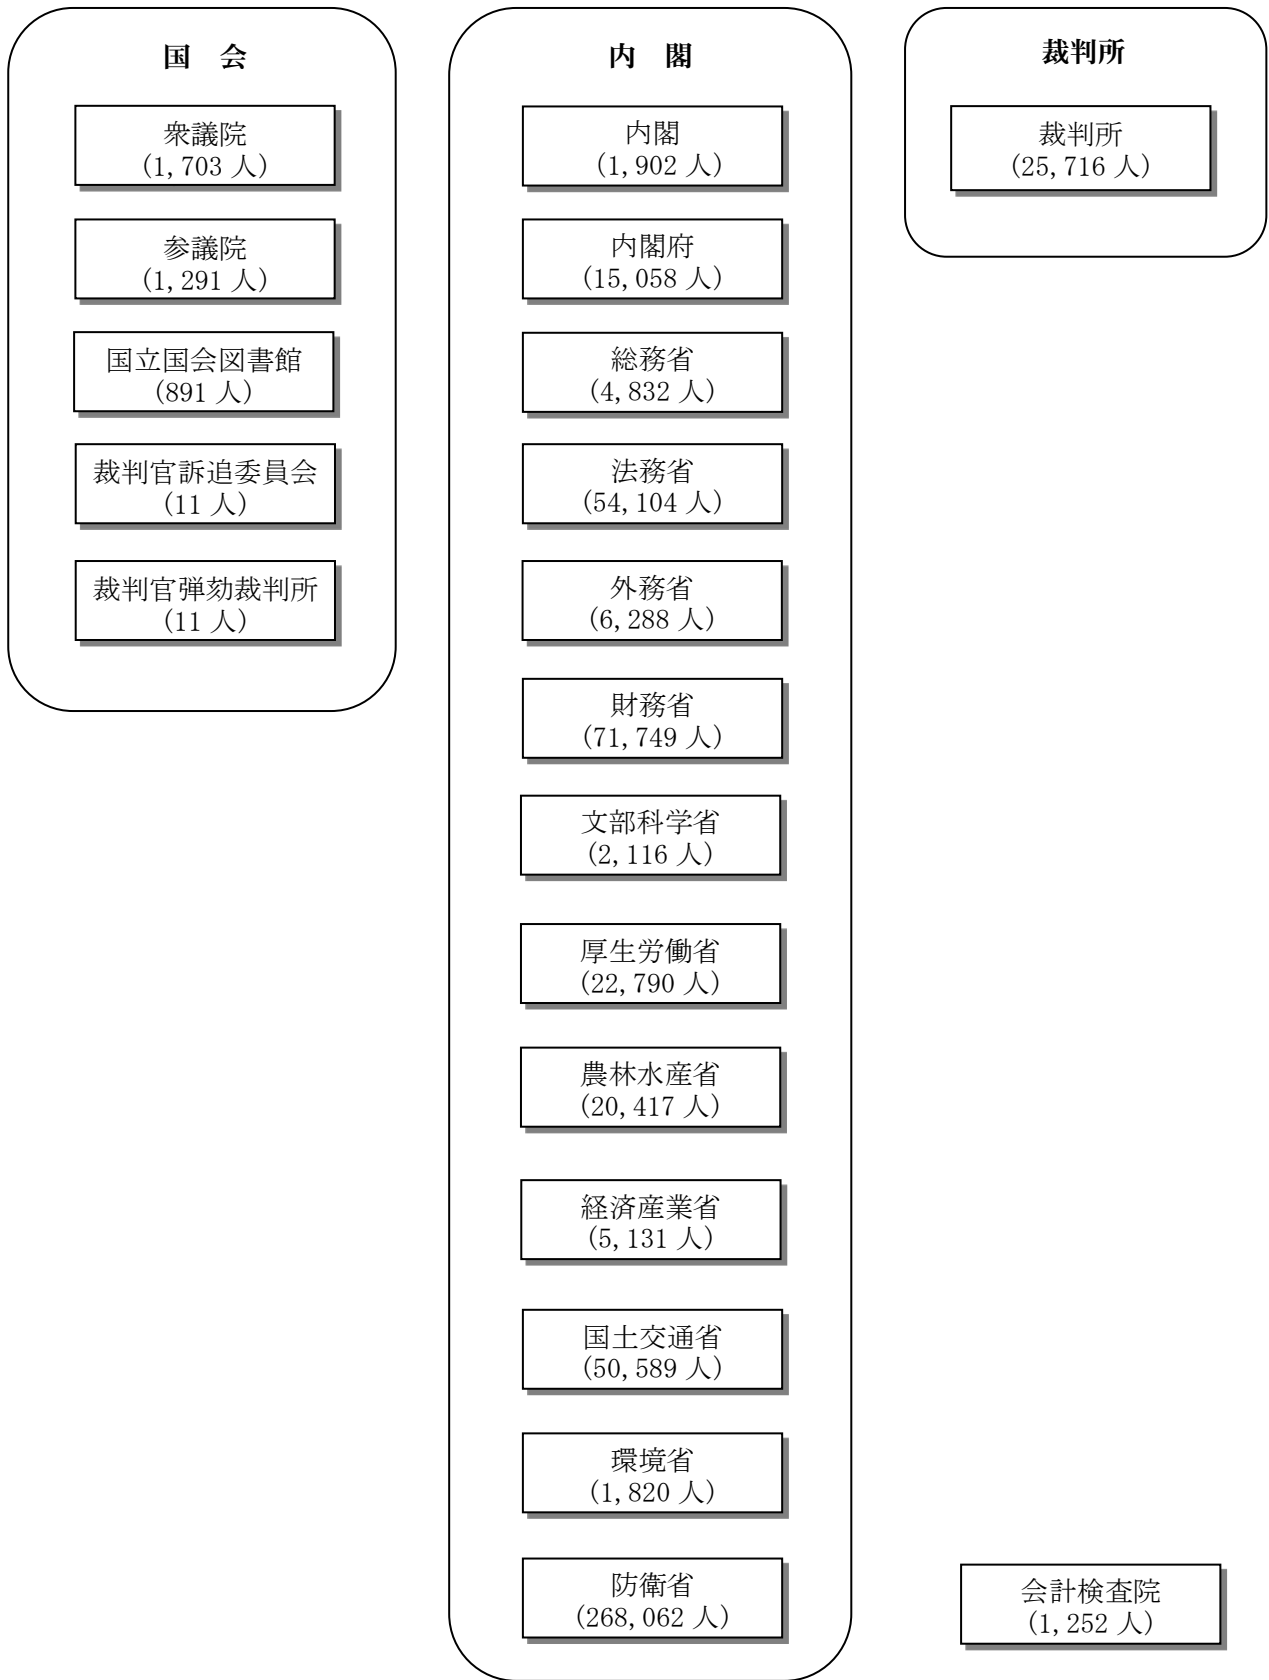 国 会
衆議院
(1,703 人)
参議院
(1,291 人)
国立国会図書館
(891 人)
裁判官訴追委員会
(11 人)
裁判官弾劾裁判所
(11 人)
内 閣
内閣
(1,902 人)
内閣府
(15,058 人)
総務省
(4,832 人)
法務省
(54,104 人)
外務省
(6,288 人)
財務省
(71,749 人)
文部科学省
(2,116 人)
厚生労働省
(22,790 人)
農林水産省
(20,417 人)
経済産業省
(5,131 人)
国土交通省
(50,589 人)
環境省
(1,820 人)
防衛省
(268,062 人)
裁判所
裁判所
(25,716 人)
会計検査院
(1,252 人)